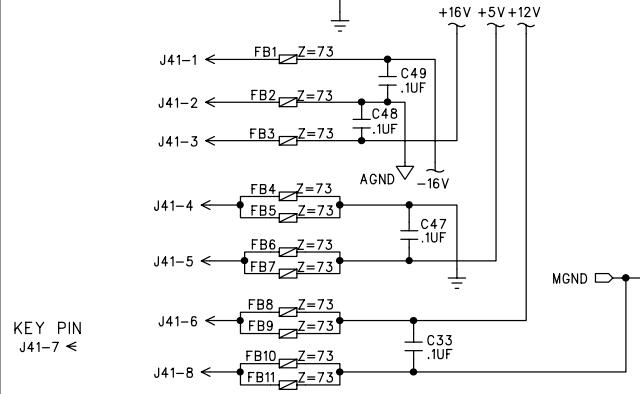 +16V +5V +12V
J41-1 FB1 Z=73
C49
.1UF
J41-2 FB2 Z=73
C48
.1UF
J41-3 FB3 Z=73
AGND
-16V
FB4 Z=73
J41-4
FB5 Z=73
C47
.1UF
FB6 Z=73
J41-5
FB7 Z=73
MGND
FB8 Z=73
J41-6
FB9 Z=73
KEY PIN
J41-7
C33
.1UF
FB10 Z=73
J41-8
FB11 Z=73